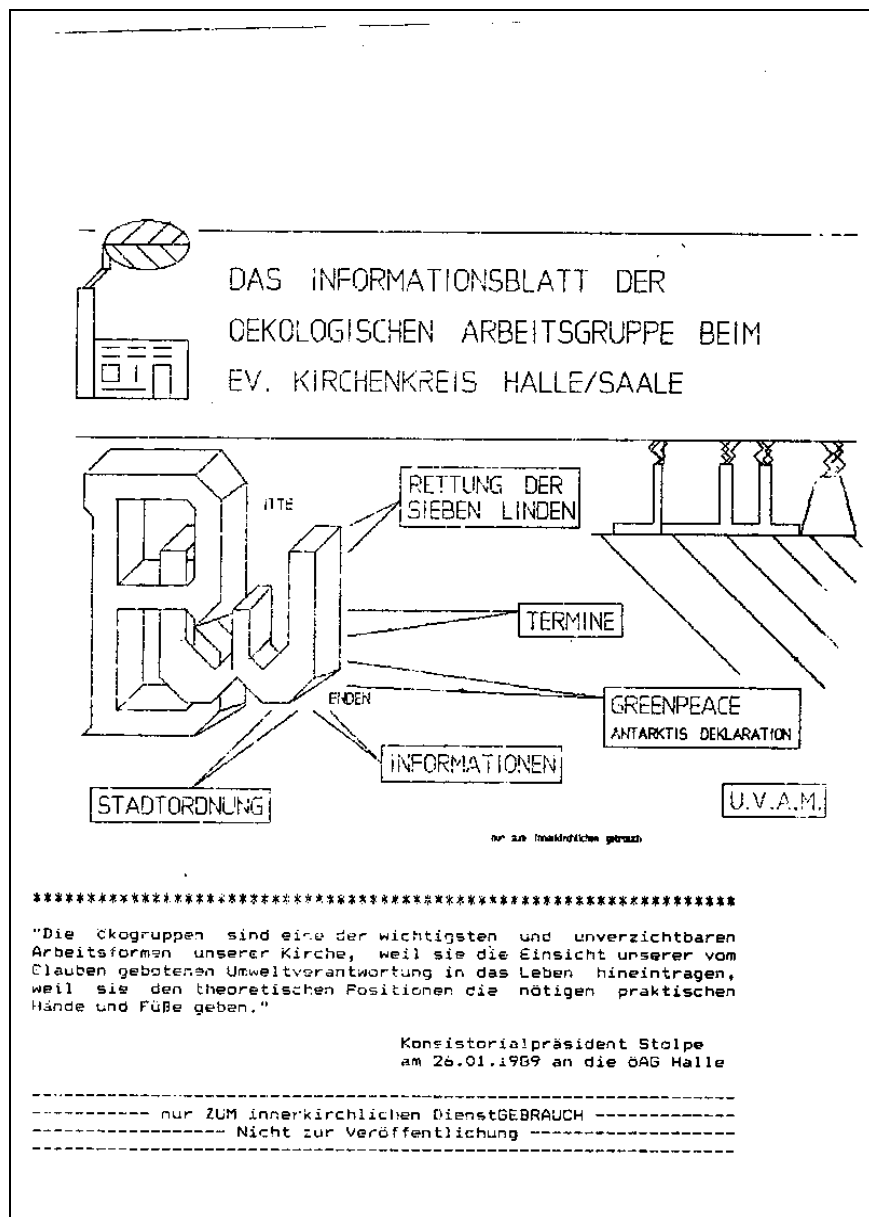 DAS INFORMATIONSBLATT DER
OEKOLOGISCHEN ARBEITSGRUPPE BEIM
EV. KIRCHENKREIS HALLE/SAALE
B ITTE
W ENDEN
RETTUNG DER
SIEBEN LINDEN
TERMINE
GREENPEACE
ANTARKTIS DEKLARATION
INFORMATIONEN
STADTORDNUNG
U.V.A.M.
nur zum innerkirchlichen gebrauch
******************************************************************
"Die Ökogruppen sind eine der wichtigsten und unverzichtbaren
Arbeitsformen unserer Kirche, weil sie die Einsicht unserer vom
Glauben gebotenen Umweltverantwortung in das Leben hineintragen,
weil sie den theoretischen Positionen die nötigen praktischen
Hände und Füße geben."
Konsistorialpräsident Stolpe
am 26.01.1989 an die ÖAG Halle
----------- nur ZUM innerkirchlichen DienstGEBRAUCH -------------
------------------ Nicht zur Veröffentlichung -------------------